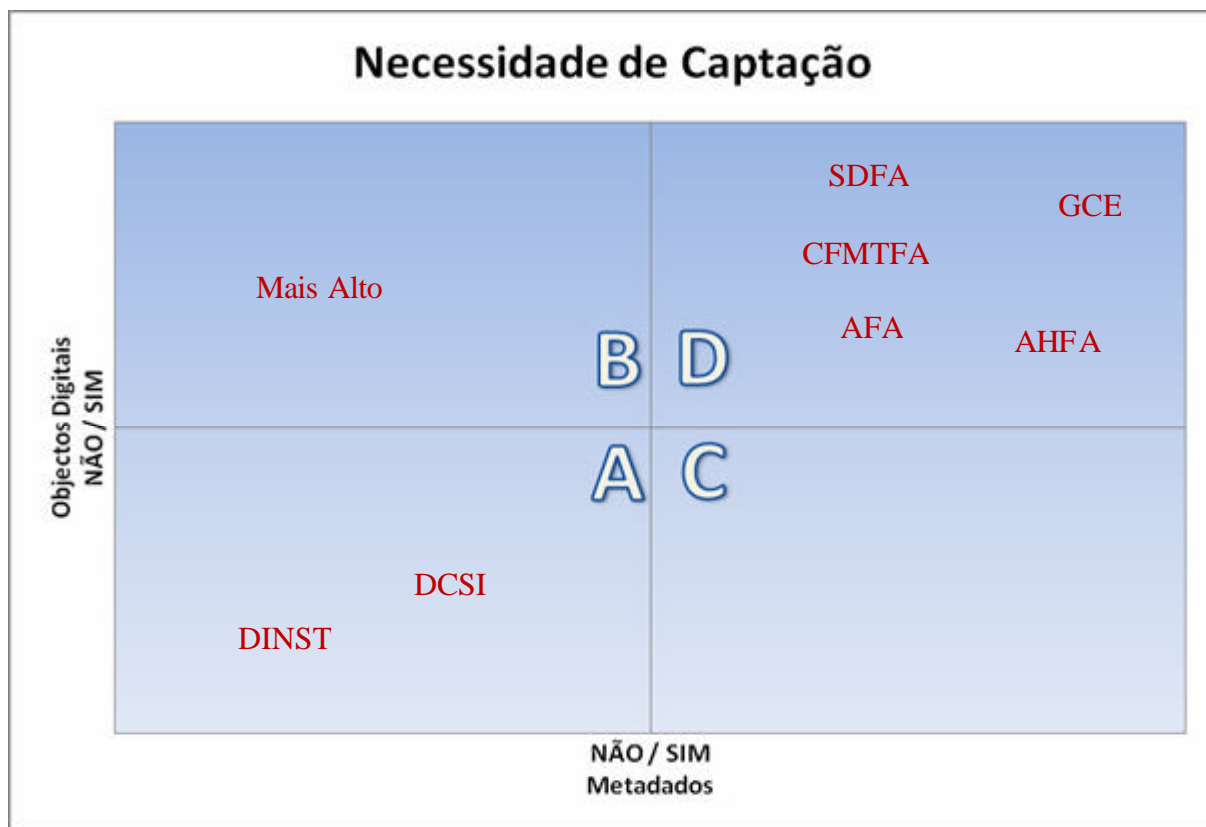 Necessidade de Captação
SDFA
GCE
CFMTFA
Mais Alto
AFA
AHFA
B D
Objectos Digitais
NÃO / SIM
A C
DCSI
DINST
NÃO / SIM
Metadados